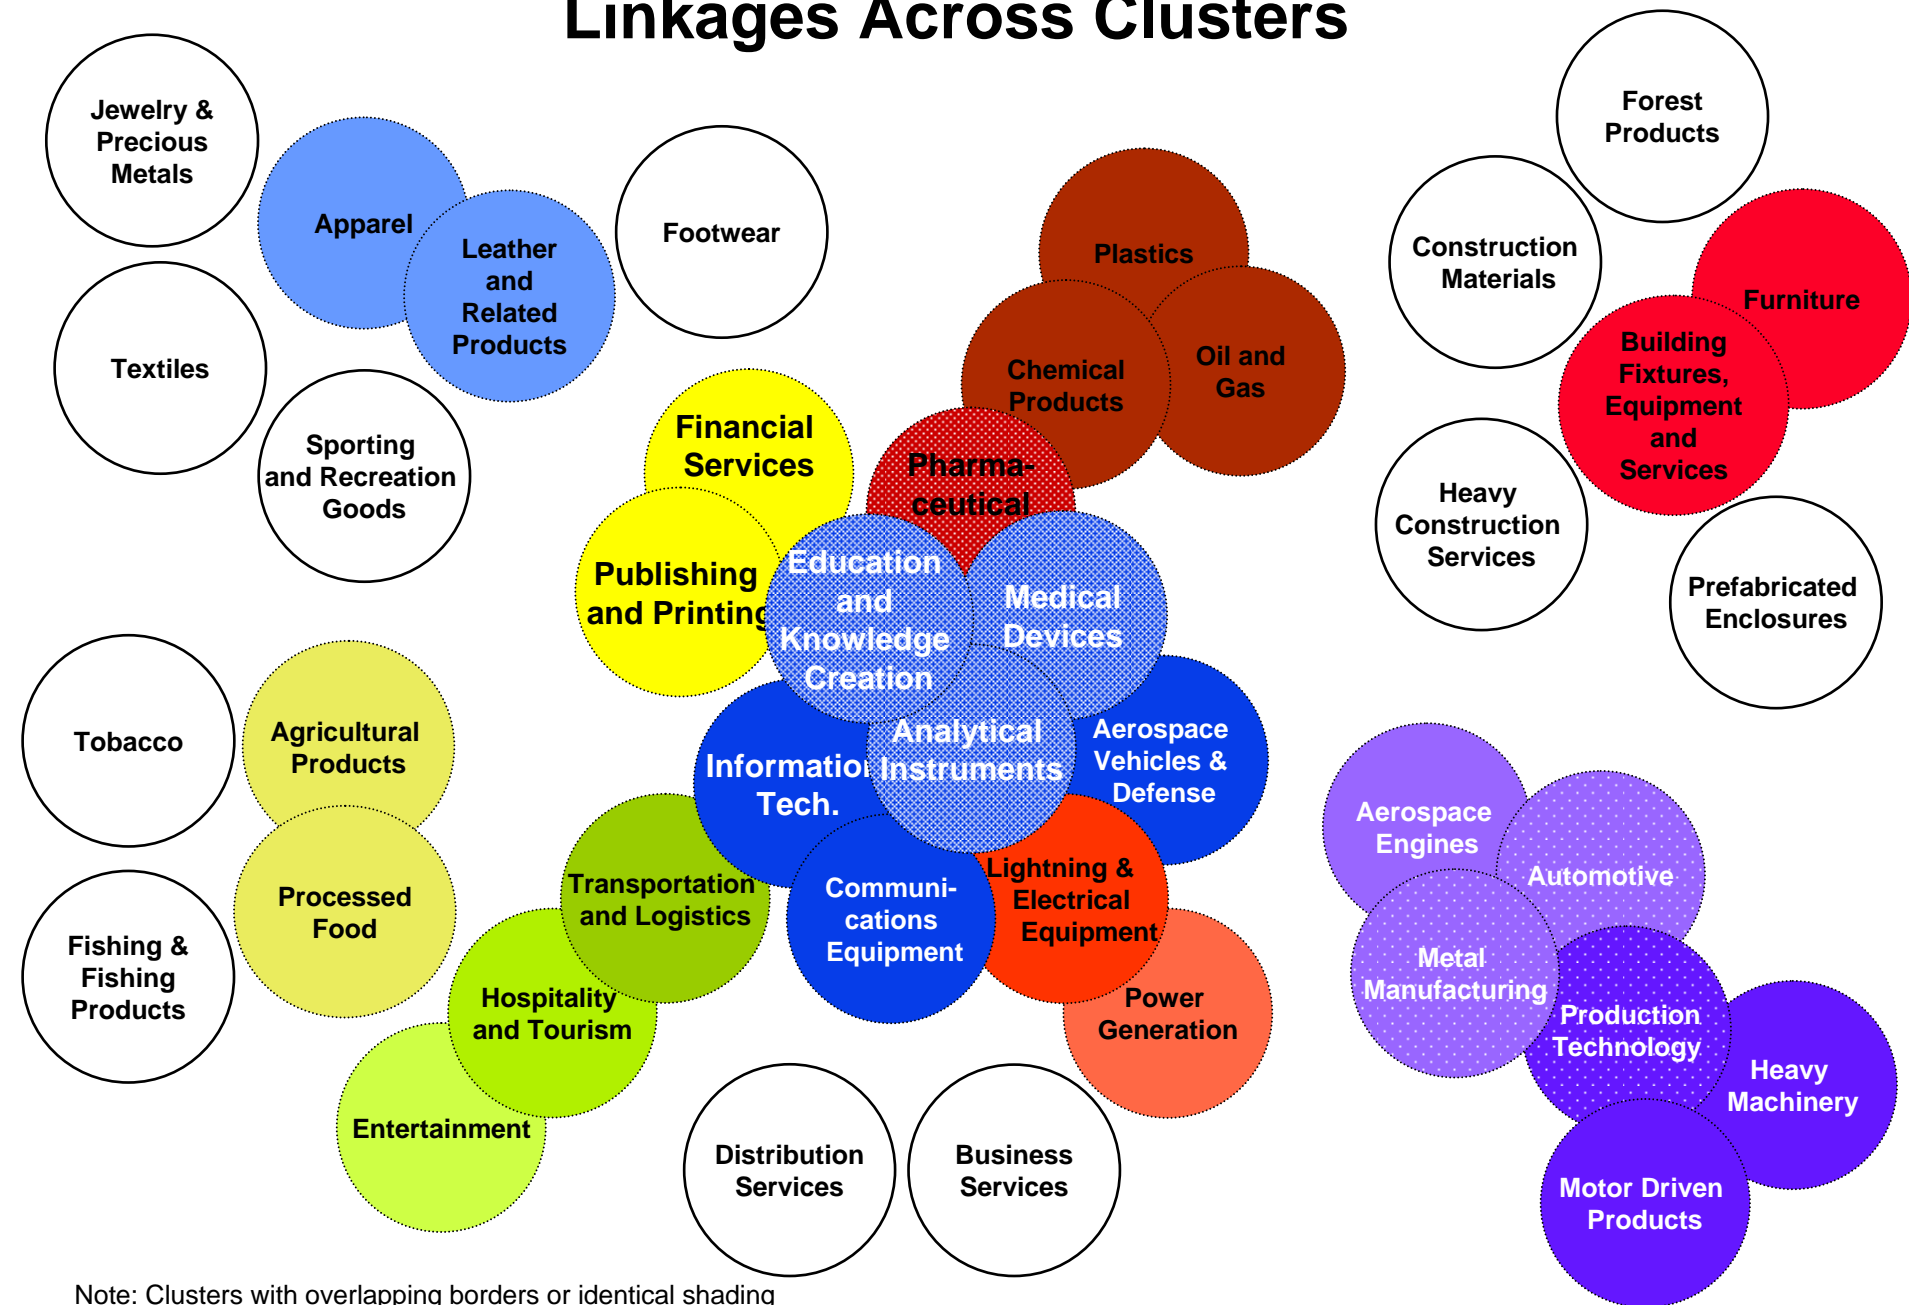 Linkages Across Clusters
Jewelry &
Precious
Metals
Apparel
Leather
and
Related
Products
Footwear
Textiles
Sporting
and Recreation
Goods
Plastics
Chemical
Products
Oil and
Gas
Forest
Products
Construction
Materials
Furniture
Building
Fixtures,
Equipment
and
Services
Heavy
Construction
Services
Prefabricated
Enclosures
Financial
Services
Publishing
and Printing
Pharma-
ceutical
Education
and
Knowledge
Creation
Medical
Devices
Analytical
Instruments
Information
Tech.
Aerospace
Vehicles &
Defense
Communi-
cations
Equipment
Lightning &
Electrical
Equipment
Power
Generation
Tobacco
Agricultural
Products
Processed
Food
Fishing &
Fishing
Products
Transportation
and Logistics
Hospitality
and Tourism
Entertainment
Distribution
Services
Business
Services
Aerospace
Engines
Automotive
Metal
Manufacturing
Production
Technology
Heavy
Machinery
Motor Driven
Products
Note: Clusters with overlapping borders or identical shading